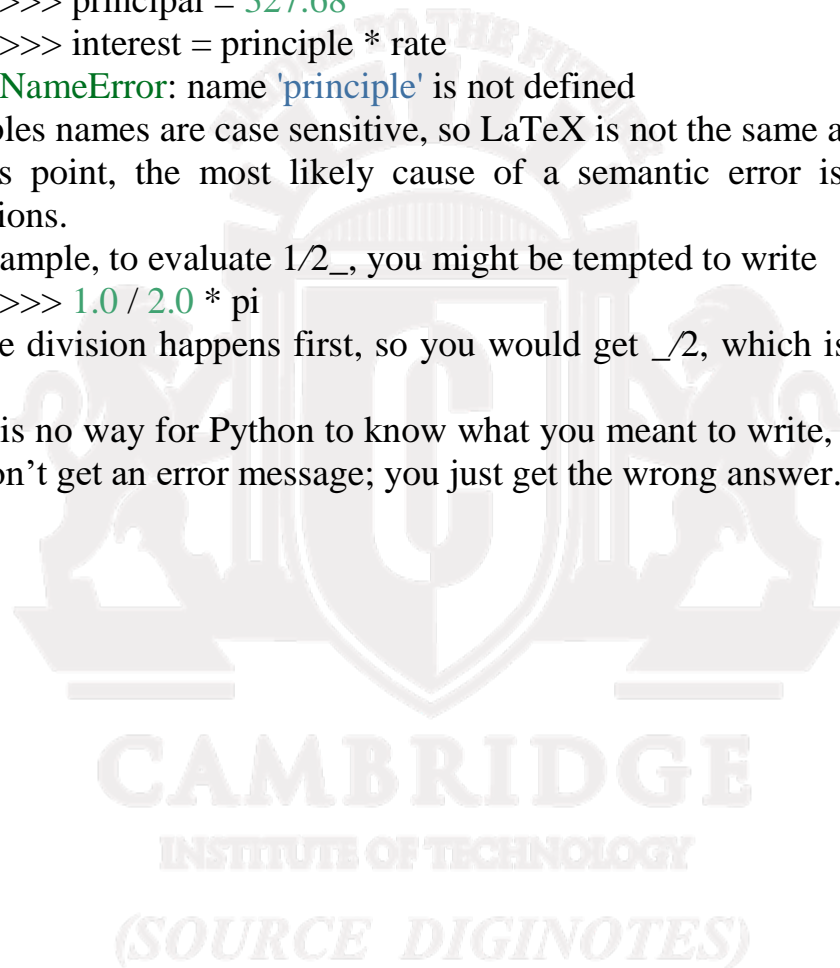 >>> principal = 327.68
>>> interest = principle * rate
NameError: name 'principle' is not defined
bles names are case sensitive, so LaTeX is not the same a
s point, the most likely cause of a semantic error is
ions.
ample, to evaluate 1/2_, you might be tempted to write
>>> 1.0 / 2.0 * pi
e division happens first, so you would get _/2, which is
is no way for Python to know what you meant to write,
on’t get an error message; you just get the wrong answer.
CAMBRIDGE
INSTITUTE OF TECHNOLOGY
(SOURCE DIGINOTES)